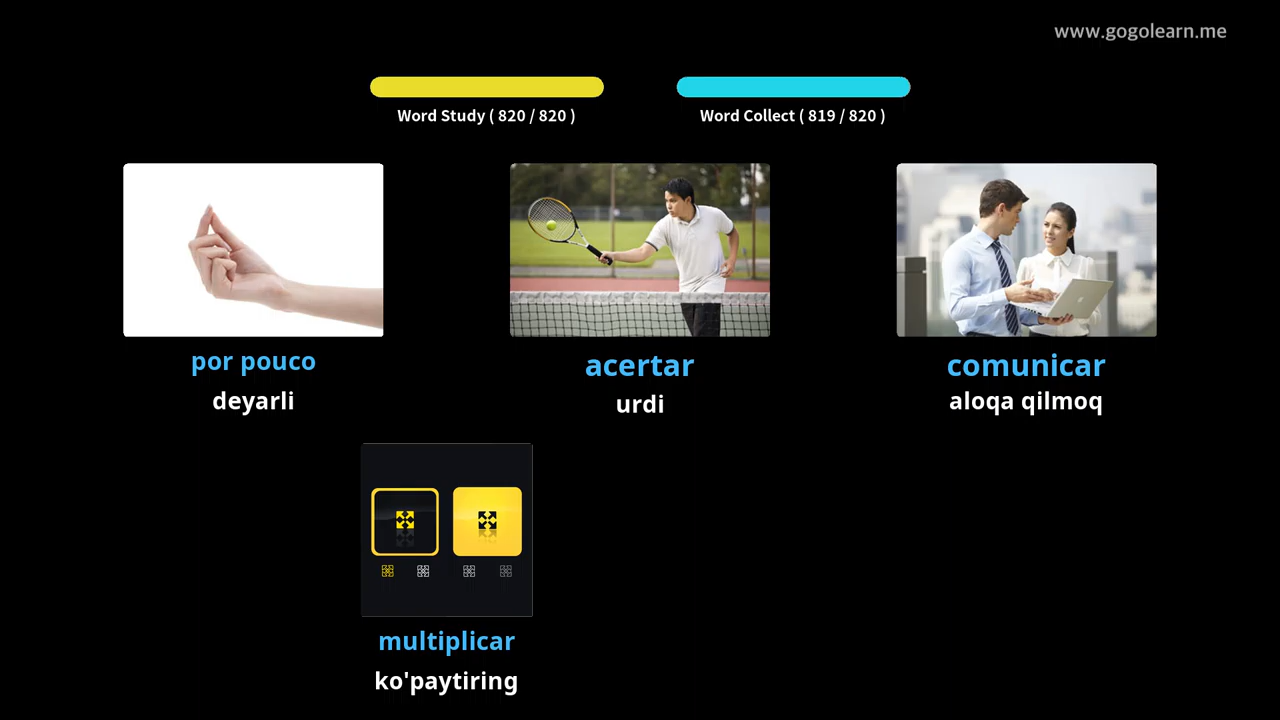 www.gogolearn.me
Word Study ( 820 / 820 )
Word Collect ( 819 / 820 )
por pouco
acertar
comunicar
deyarli
urdi
aloqa qilmoq
multiplicar
ko'paytiring